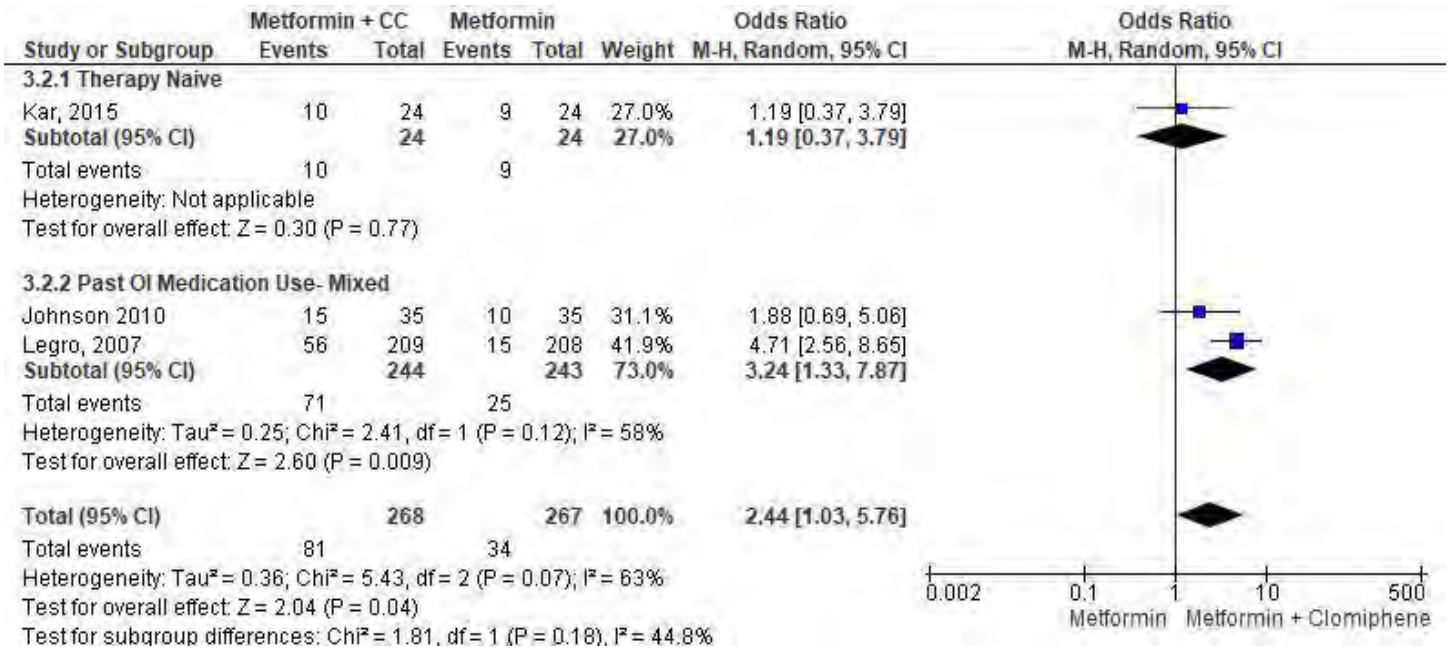 Metformin + CC Metformin Odds Ratio Odds Ratio
Study or Subgroup Events Total Events Total Weight M-H, Random, 95% CI M-H, Random, 95% CI
3.2.1 Therapy Naive
Kar, 2015 10 24 9 24 27.0% 1.19 [0.37, 3.79]
Subtotal (95% CI) 24 24 27.0% 1.19 [0.37, 3.79]
Total events 10 9
Heterogeneity: Not applicable
Test for overall effect: Z = 0.30 (P = 0.77)
3.2.2 Past OI Medication Use- Mixed
Johnson 2010 15 35 10 35 31.1% 1.88 [0.69, 5.06]
Legro, 2007 56 209 15 208 41.9% 4.71 [2.56, 8.65]
Subtotal (95% CI) 244 243 73.0% 3.24 [1.33, 7.87]
Total events 71 25
Heterogeneity: Tau² = 0.25; Chi² = 2.41, df = 1 (P = 0.12); I² = 58%
Test for overall effect: Z = 2.60 (P = 0.009)
Total (95% CI) 268 267 100.0% 2.44 [1.03, 5.76]
Total events 81 34
Heterogeneity: Tau² = 0.36; Chi² = 5.43, df = 2 (P = 0.07); I² = 63%
Test for overall effect: Z = 2.04 (P = 0.04)
Test for subgroup differences: Chi² = 1.81, df = 1 (P = 0.18), I² = 44.8%
0.002 0.1 1 10 500
Metformin Metformin + Clomiphene